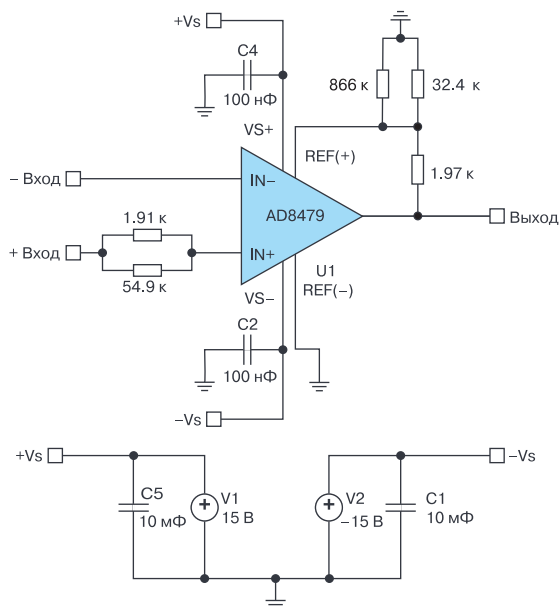 +Vs
C4
100 нФ
866 к
32.4 к
VS+
REF(+)
1.97 к
– Вход
IN–
AD8479
Выход
1.91 к
+ Вход
IN+
54.9 к
U1
VS–
REF(–)
C2
100 нФ
–Vs
+Vs
–Vs
C5
10 мФ
V1
15 В
V2
–15 В
C1
10 мФ